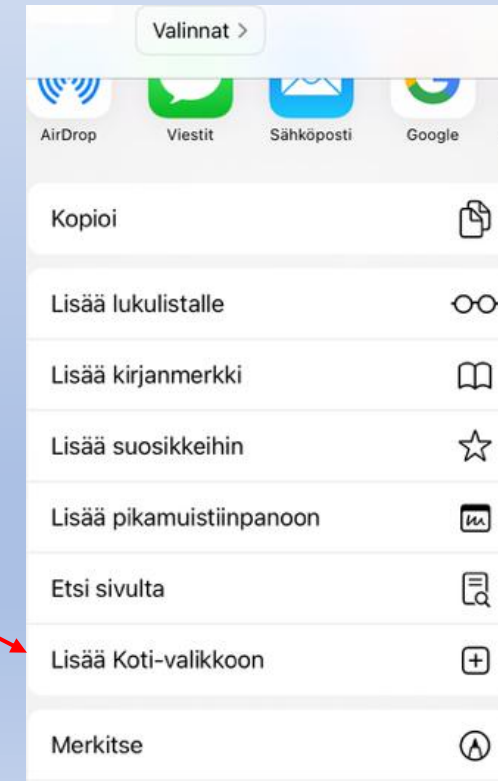 Valinnat >
AirDrop Viestit Sähköposti Google
Kopioi
Lisää lukulistalle
Lisää kirjanmerkki
Lisää suosikkeihin
Lisää pikamuistiinpanoon
Etsi sivulta
Lisää Koti-valikkoon
Merkitse